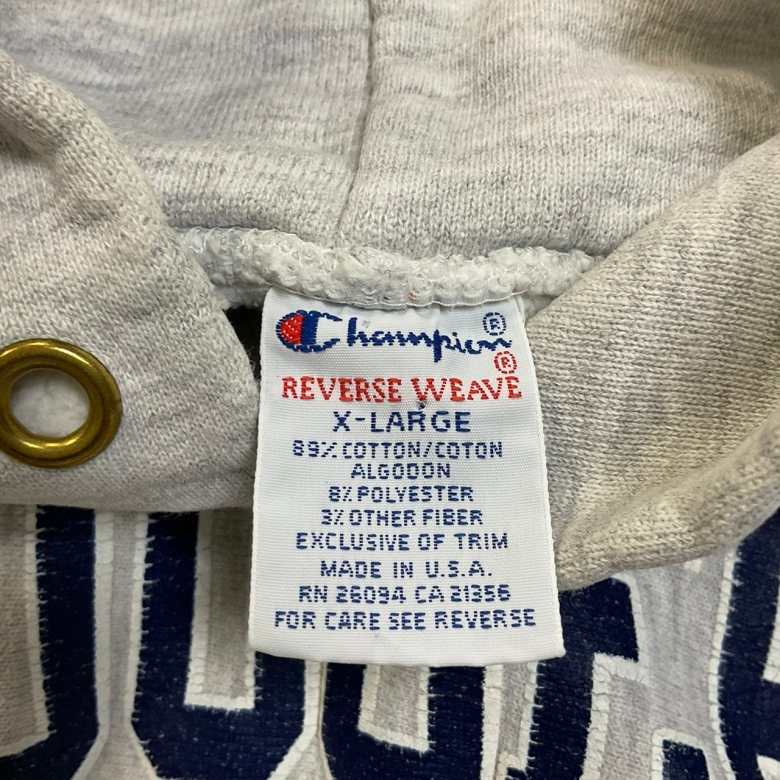 Champion®
REVERSE WEAVE®
X-LARGE
89% COTTON/COTON
ALGODON
8% POLYESTER
3% OTHER FIBER
EXCLUSIVE OF TRIM
MADE IN U.S.A.
RN 26094 CA 21356
FOR CARE SEE REVERSE